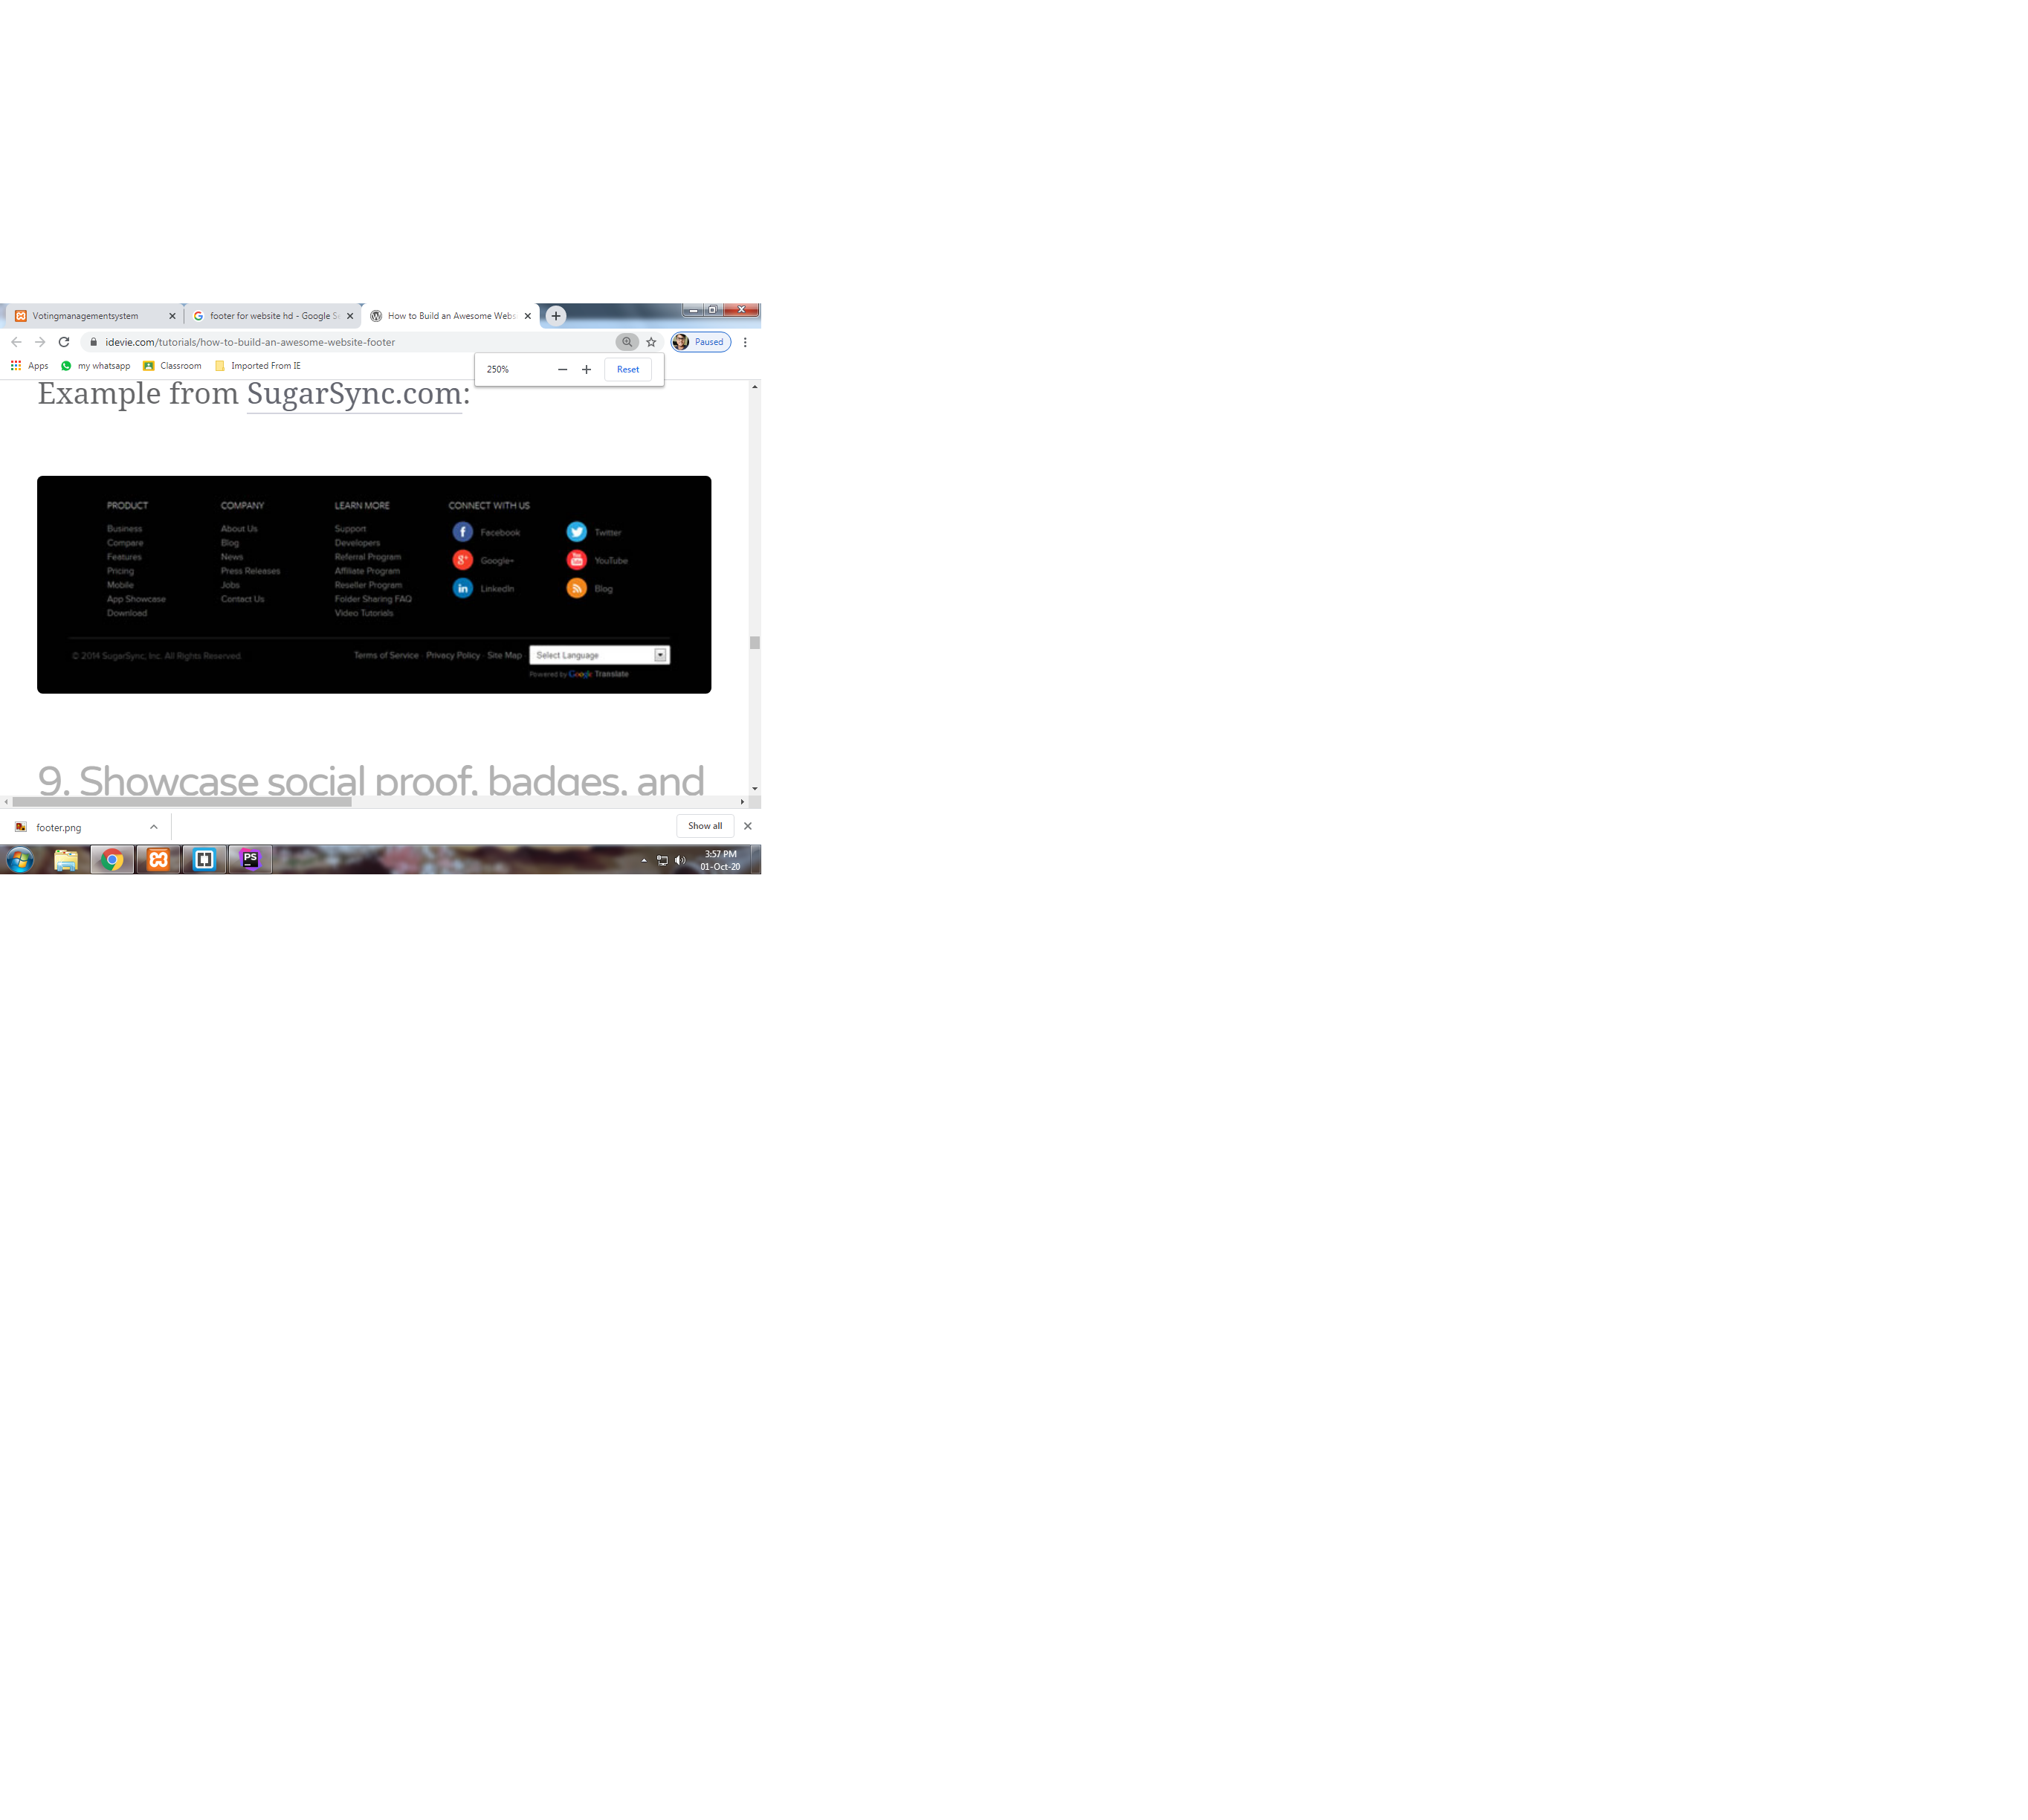 Votingmanagementsystem
footer for website hd - Google S
How to Build an Awesome Webs
idevie.com/tutorials/how-to-build-an-awesome-website-footer
Paused
Apps
my whatsapp
Classroom
Imported From IE
250%
Reset
Example from SugarSync.com:
PRODUCT
Business
Compare
Features
Pricing
Mobile
App Showcase
Download
COMPANY
About Us
Blog
News
Press Releases
Jobs
Contact Us
LEARN MORE
Support
Developers
Referral Program
Affiliate Program
Reseller Program
Folder Sharing FAQ
Video Tutorials
CONNECT WITH US
Facebook
Twitter
Google+
YouTube
LinkedIn
Blog
© 2014 SugarSync, Inc. All Rights Reserved.
Terms of Service · Privacy Policy · Site Map
Select Language
Powered by Google Translate
9. Showcase social proof, badges, and
footer.png
Show all
PS
3:57 PM
01-Oct-20